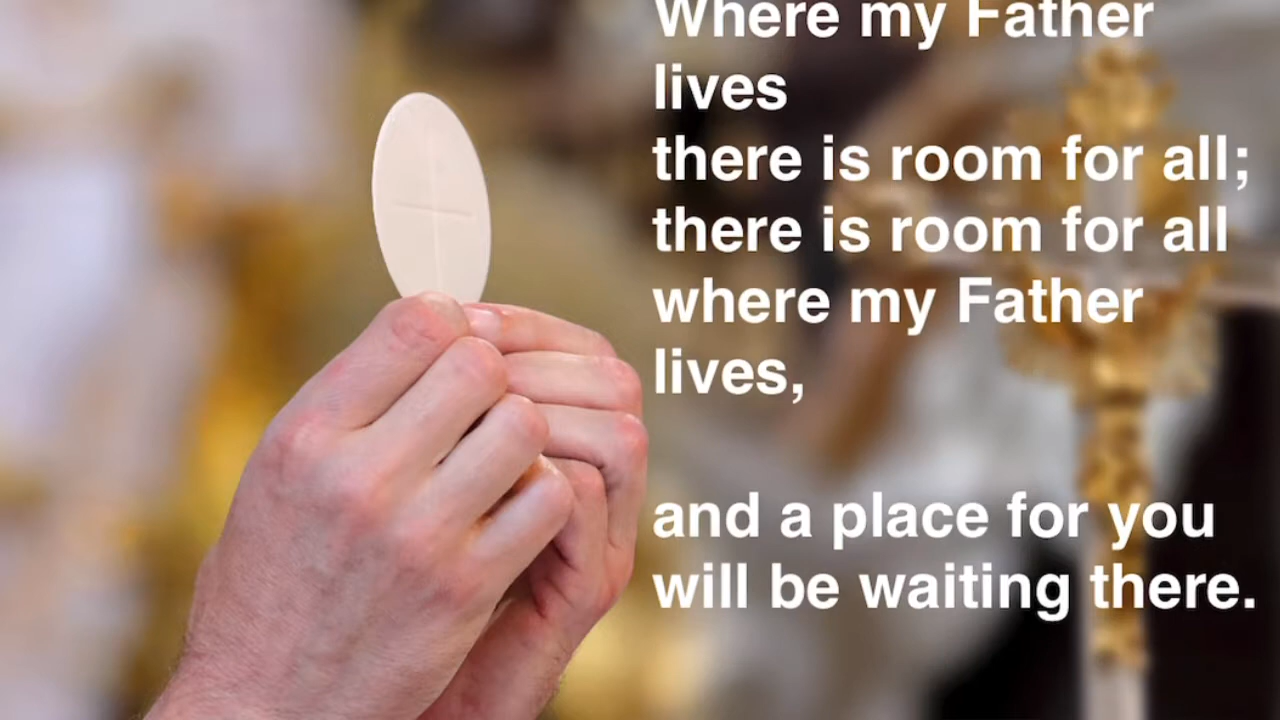 Where my Father
lives
there is room for all;
there is room for all
where my Father
lives,
and a place for you
will be waiting there.